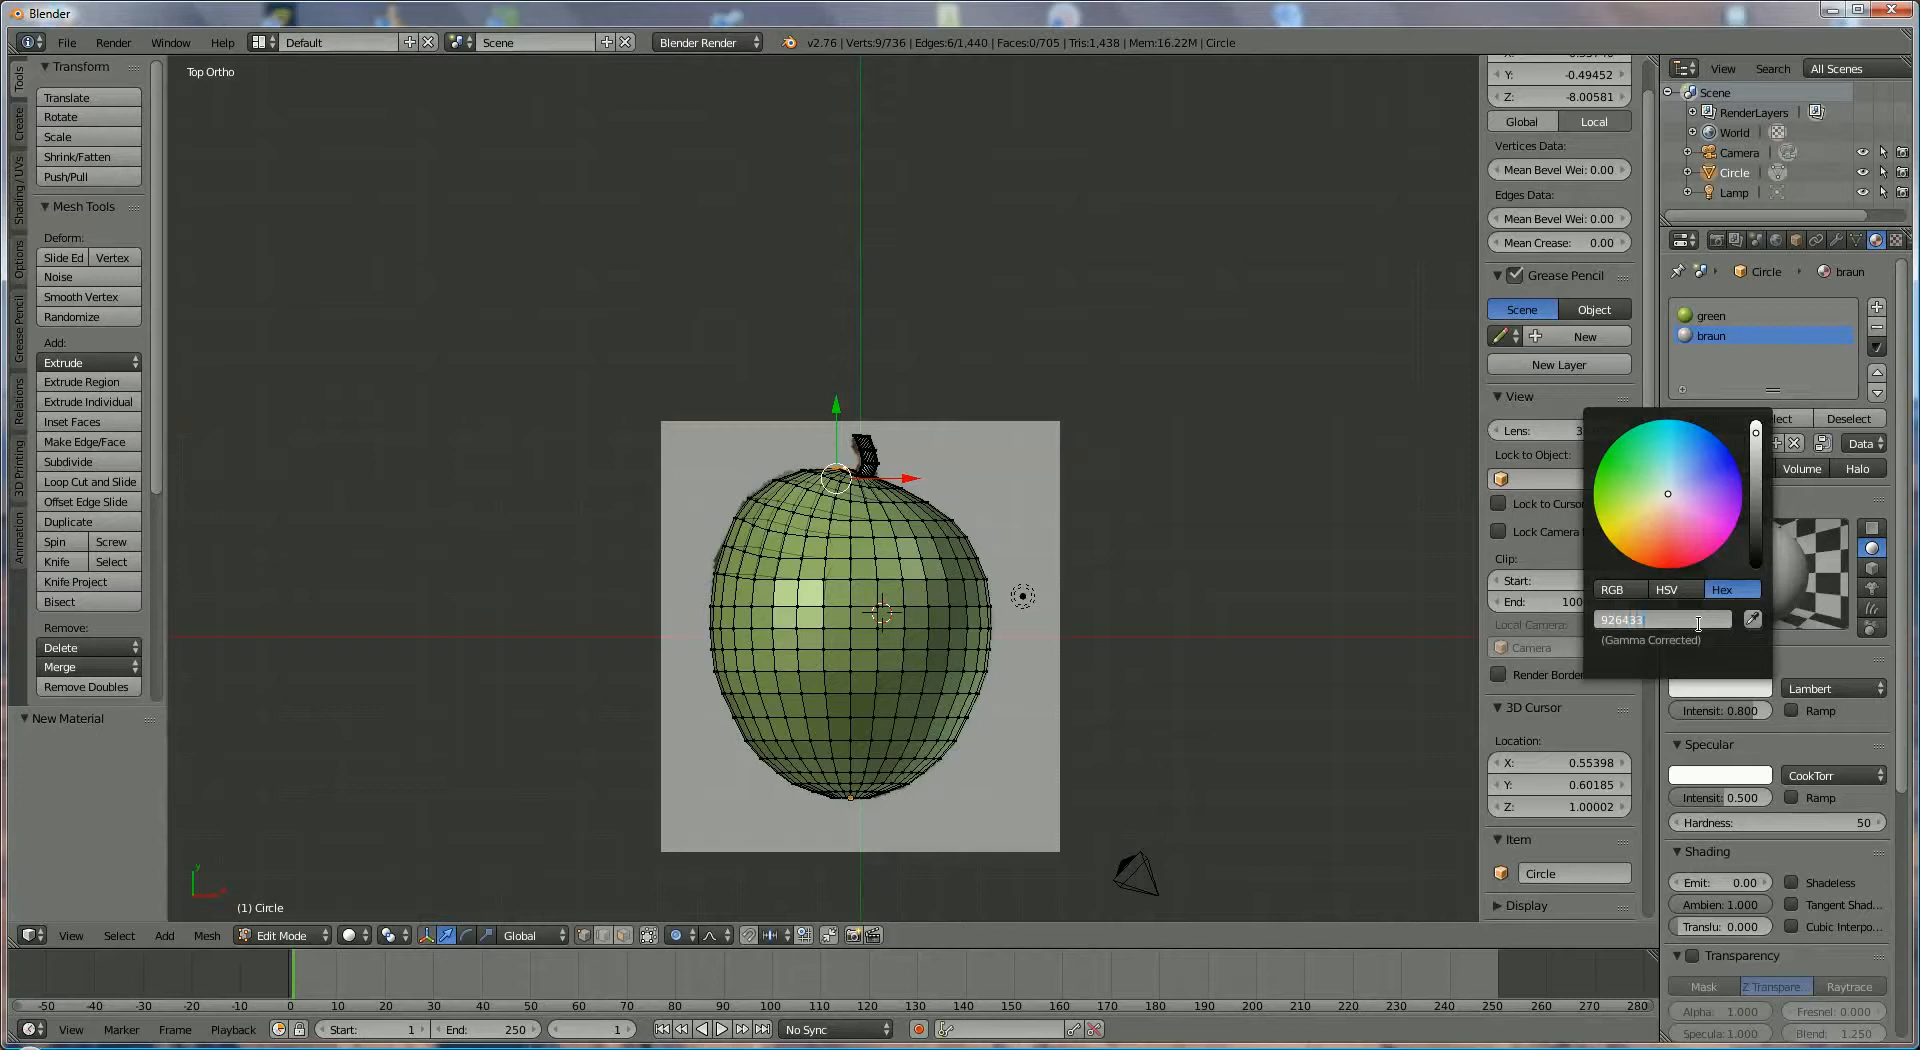 Blender
File Render Window Help Default Scene Blender Render v2.76 | Verts:9/736 | Edges:6/1,440 | Faces:0/705 | Tris:1,438 | Mem:16.22M | Circle
Transform
Translate
Rotate
Scale
Shrink/Fatten
Push/Pull
Mesh Tools
Deform:
Slide Ed Vertex
Noise
Smooth Vertex
Randomize
Add:
Extrude
Extrude Region
Extrude Individual
Inset Faces
Make Edge/Face
Subdivide
Loop Cut and Slide
Offset Edge Slide
Duplicate
Spin Screw
Knife Select
Knife Project
Bisect
Remove:
Delete
Merge
Remove Doubles
New Material
Tools
Create
Shading / UVs
Options
Grease Pencil
Relations
3D Printing
Animation
Top Ortho
(1) Circle
Y: -0.49452
Z: -8.00581
Global Local
Vertices Data:
Mean Bevel Wei: 0.00
Edges Data:
Mean Bevel Wei: 0.00
Mean Crease: 0.00
Grease Pencil
Scene Object
New
New Layer
View
Lens:
Lock to Object:
Lock to Cursor
Lock Camera
Clip:
Start:
End: 100
Local Camera:
Camera
Render Border
3D Cursor
Location:
X: 0.55398
Y: 0.60185
Z: 1.00002
Item
Circle
Display
View Search All Scenes
Scene
RenderLayers
World
Camera
Circle
Lamp
Circle braun
green
braun
Deselect
Data
Volume Halo
RGB HSV Hex
926433
(Gamma Corrected)
Lambert
Intensit: 0.800 Ramp
Specular
CookTorr
Intensit: 0.500 Ramp
Hardness: 50
Shading
Emit: 0.00 Shadeless
Ambien: 1.000 Tangent Shad...
Translu: 0.000 Cubic Interpo...
Transparency
Mask Z Transpare... Raytrace
Alpha: 1.000 Fresnel: 0.000
Specula: 1.000 Blend: 1.250
View Select Add Mesh Edit Mode Global
-50 -40 -30 -20 -10 0 10 20 30 40 50 60 70 80 90 100 110 120 130 140 150 160 170 180 190 200 210 220 230 240 250 260 270 280
View Marker Frame Playback Start: 1 End: 250 1 No Sync